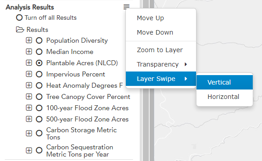 Analysis Results
Turn off all Results
Results
Population Diversity
Median Income
Plantable Acres (NLCD)
Impervious Percent
Heat Anomaly Degrees F
Tree Canopy Cover Percent
100-year Flood Zone Acres
500-year Flood Zone Acres
Carbon Storage Metric
Tons
Carbon Sequestration
Metric Tons per Year
Move Up
Move Down
Zoom to Layer
Transparency
Layer Swipe
Vertical
Horizontal